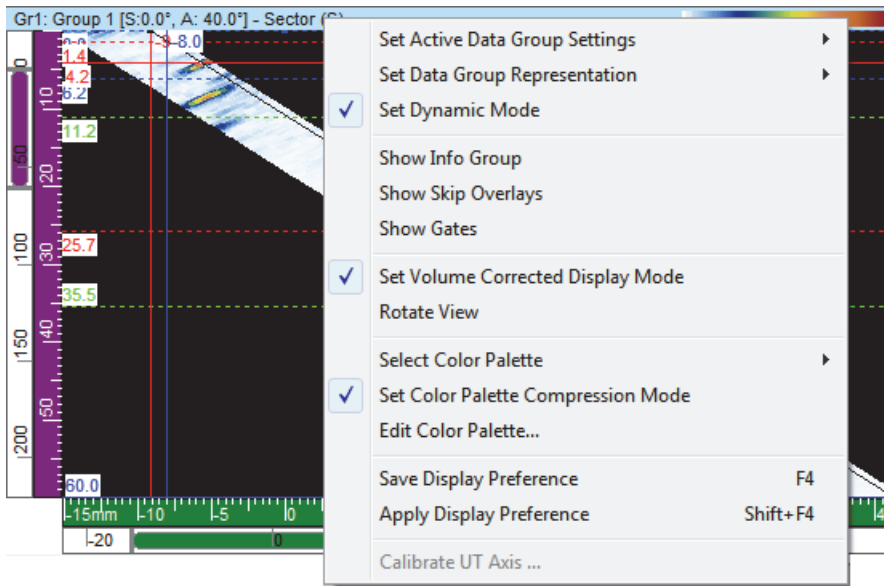 Gr1: Group 1 [S:0.0°, A: 40.0°] - Sector (S)
-9 -8.0
1.4
4.2
6.2
11.2
25.7
35.5
60.0
0
50
100
150
200
10
20
30
40
50
-15mm -10 -5 0
-20 0
Set Active Data Group Settings
Set Data Group Representation
Set Dynamic Mode
Show Info Group
Show Skip Overlays
Show Gates
Set Volume Corrected Display Mode
Rotate View
Select Color Palette
Set Color Palette Compression Mode
Edit Color Palette...
Save Display Preference F4
Apply Display Preference Shift+F4
Calibrate UT Axis ...